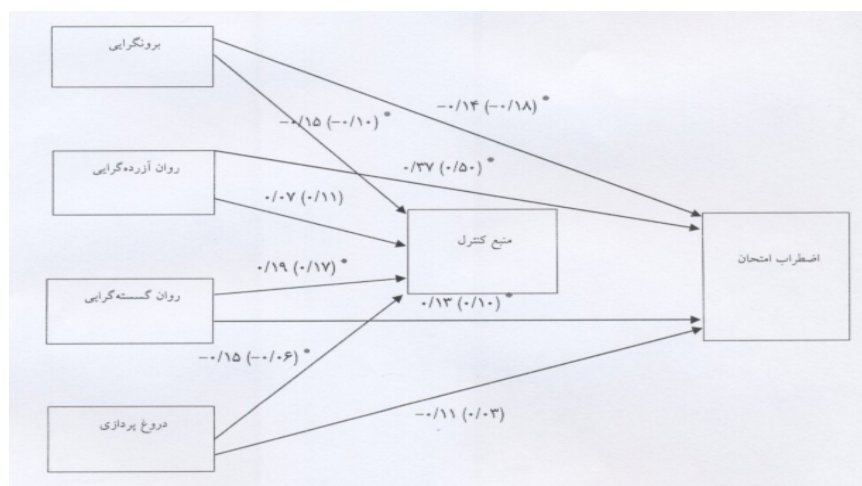 برونگرایی
−۰/۱۴ (−۰/۱۸) *
−۰/۱۵ (−۰/۱۰) *
روان آزرده‌گرایی
۰/۳۷ (۰/۵۰) *
۰/۰۷ (۰/۱۱)
منبع کنترل
اضطراب امتحان
۰/۱۹ (۰/۱۷) *
روان گسسته‌گرایی
۰/۱۳ (۰/۱۰) *
−۰/۱۵ (−۰/۰۶) *
دروغ پردازی
−۰/۱۱ (۰/۰۳)